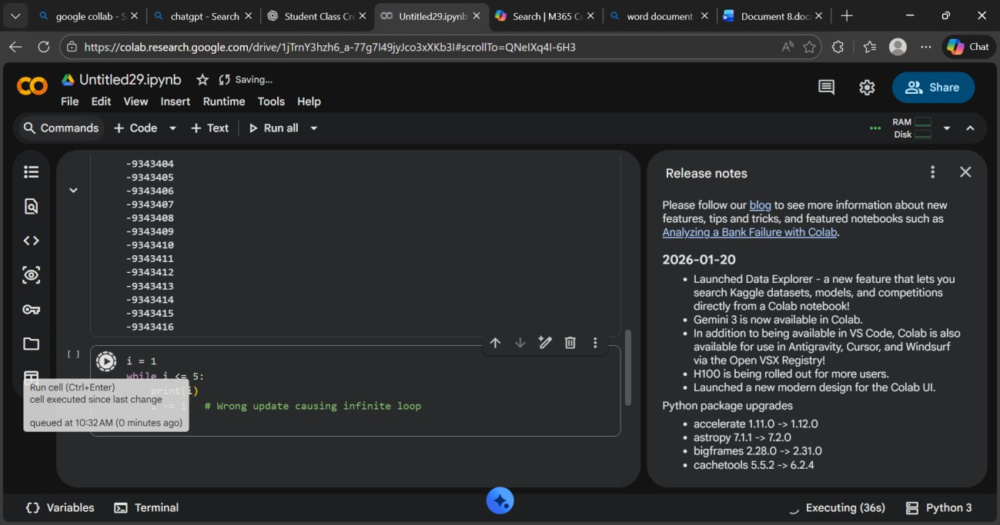 google collab - S
chatgpt - Search
Student Class Cre
Untitled29.ipynb
Search | M365 Co
word document
Document 8.doc
https://colab.research.google.com/drive/1jTmY3hzh6_a-77g7I49jyJco3xXKb3I#scrollTo=QNeIXq4I-6H3
Chat
Untitled29.ipynb
Saving...
File Edit View Insert Runtime Tools Help
Share
Commands + Code + Text Run all
RAM
Disk
-9343404
-9343405
-9343406
-9343407
-9343408
-9343409
-9343410
-9343411
-9343412
-9343413
-9343414
-9343415
-9343416
[ ]
i = 1
while i <= 5:
print(i)
i -= 1 # Wrong update causing infinite loop
Run cell (Ctrl+Enter)
cell executed since last change
queued at 10:32 AM (0 minutes ago)
Release notes
Please follow our blog to see more information about new
features, tips and tricks, and featured notebooks such as
Analyzing a Bank Failure with Colab.
2026-01-20
• Launched Data Explorer - a new feature that lets you
search Kaggle datasets, models, and competitions
directly from a Colab notebook!
• Gemini 3 is now available in Colab.
• In addition to being available in VS Code, Colab is also
available for use in Antigravity, Cursor, and Windsurf
via the Open VSX Registry!
• H100 is being rolled out for more users.
• Launched a new modern design for the Colab UI.
Python package upgrades
• accelerate 1.11.0 -> 1.12.0
• astropy 7.1.1 -> 7.2.0
• bigframes 2.28.0 -> 2.31.0
• cachetools 5.5.2 -> 6.2.4
{} Variables
Terminal
Executing (36s)
Python 3